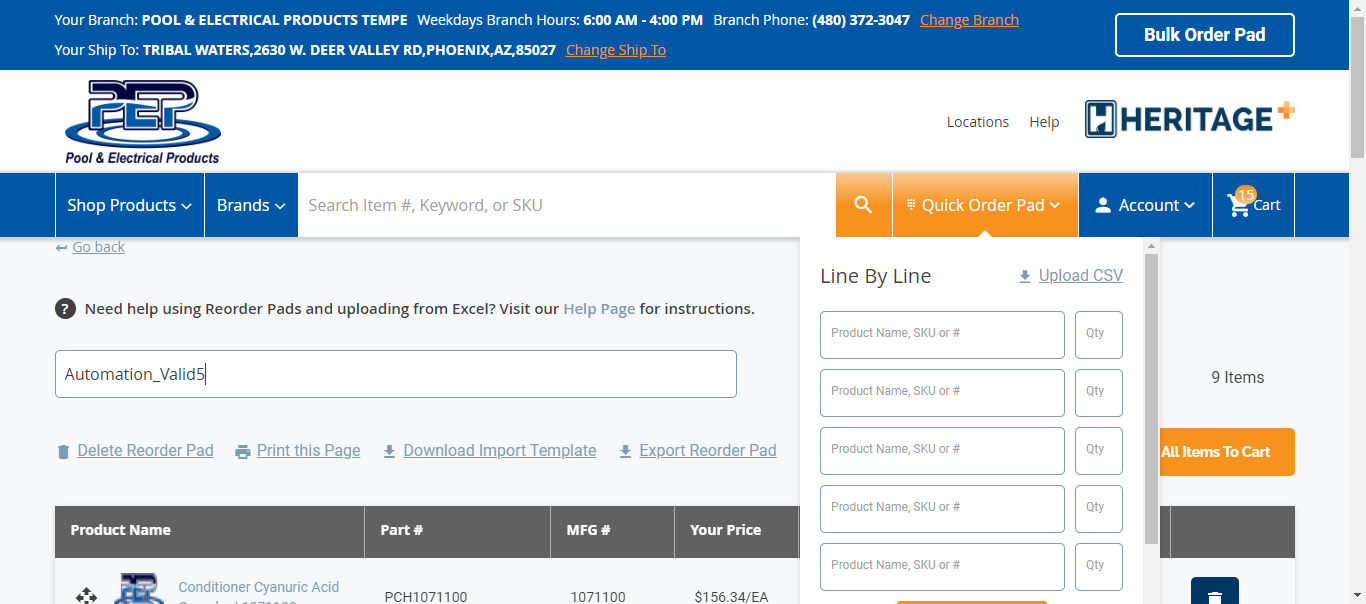 Your Branch: POOL & ELECTRICAL PRODUCTS TEMPE Weekdays Branch Hours: 6:00 AM - 4:00 PM Branch Phone: (480) 372-3047 Change Branch
Your Ship To: TRIBAL WATERS,2630 W. DEER VALLEY RD,PHOENIX,AZ,85027 Change Ship To
Bulk Order Pad
PEP
Pool & Electrical Products
Locations Help HERITAGE+
Shop Products Brands Search Item #, Keyword, or SKU Quick Order Pad Account 15 Cart
Go back
Need help using Reorder Pads and uploading from Excel? Visit our Help Page for instructions.
Automation_Valid5
9 Items
Delete Reorder Pad Print this Page Download Import Template Export Reorder Pad
All Items To Cart
Line By Line Upload CSV
Product Name, SKU or # Qty
Product Name, SKU or # Qty
Product Name, SKU or # Qty
Product Name, SKU or # Qty
Product Name, SKU or # Qty
Product Name Part # MFG # Your Price
PEP
Conditioner Cyanuric Acid
PCH1071100 1071100 $156.34/EA